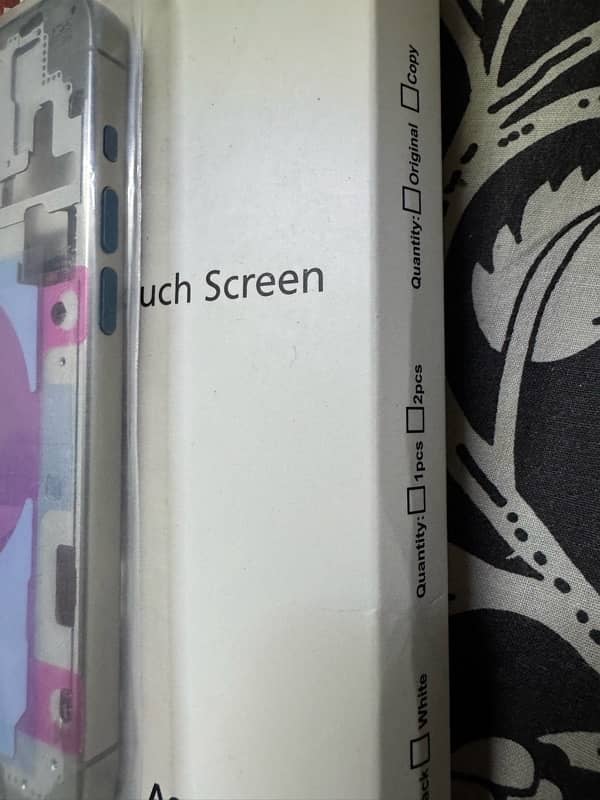 uch Screen
Quantity: Original Copy
Quantity: 1pcs 2pcs
ack White